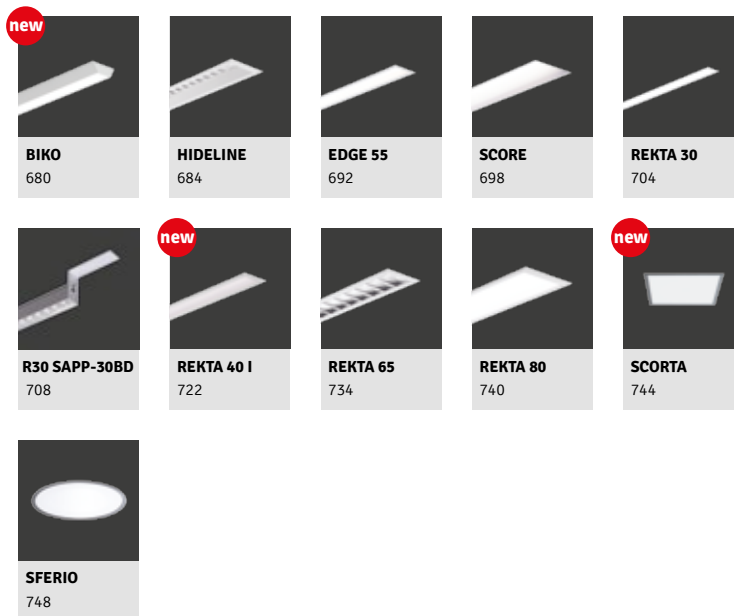 new
BIKO
680
HIDELINE
684
EDGE 55
692
SCORE
698
REKTA 30
704
R30 SAPP-30BD
708
new
REKTA 40 I
722
REKTA 65
734
REKTA 80
740
new
SCORTA
744
SFERIO
748